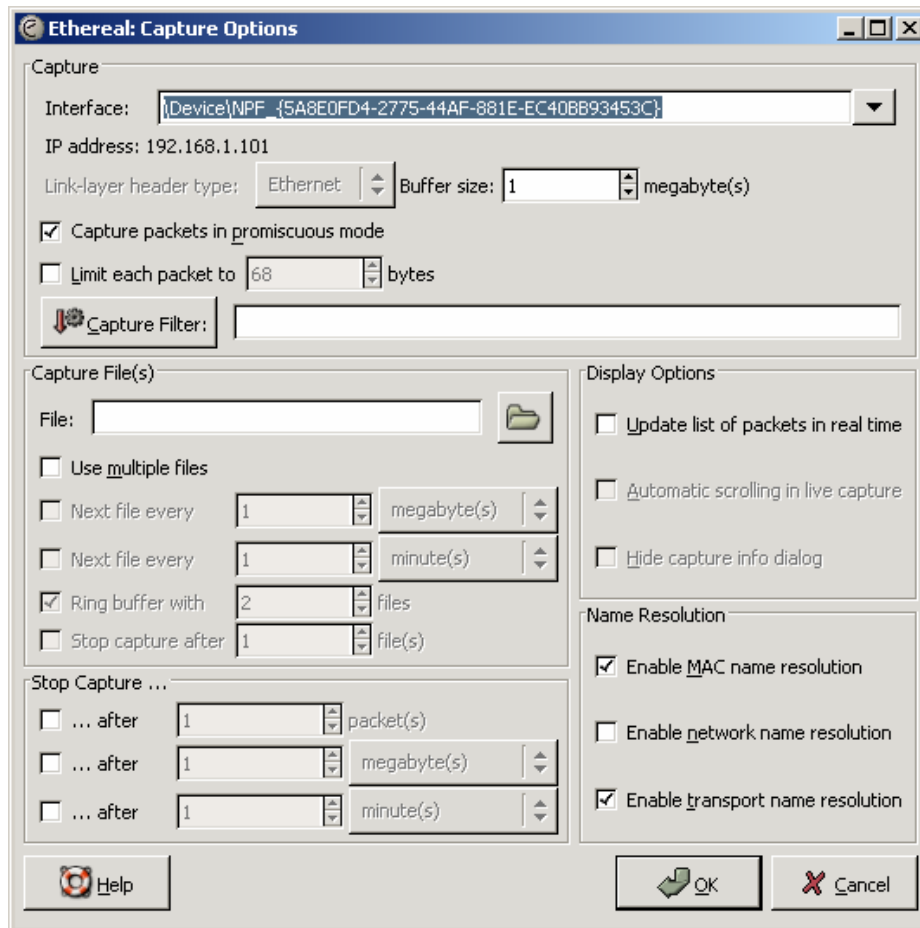 Ethereal: Capture Options
Capture
Interface: \Device\NPF_{5A8E0FD4-2775-44AF-881E-EC40BB93453C}
IP address: 192.168.1.101
Link-layer header type: Ethernet Buffer size: 1 megabyte(s)
Capture packets in promiscuous mode
Limit each packet to 68 bytes
Capture Filter:
Capture File(s)
File:
Use multiple files
Next file every 1 megabyte(s)
Next file every 1 minute(s)
Ring buffer with 2 files
Stop capture after 1 file(s)
Display Options
Update list of packets in real time
Automatic scrolling in live capture
Hide capture info dialog
Stop Capture ...
... after 1 packet(s)
... after 1 megabyte(s)
... after 1 minute(s)
Name Resolution
Enable MAC name resolution
Enable network name resolution
Enable transport name resolution
Help
OK
Cancel